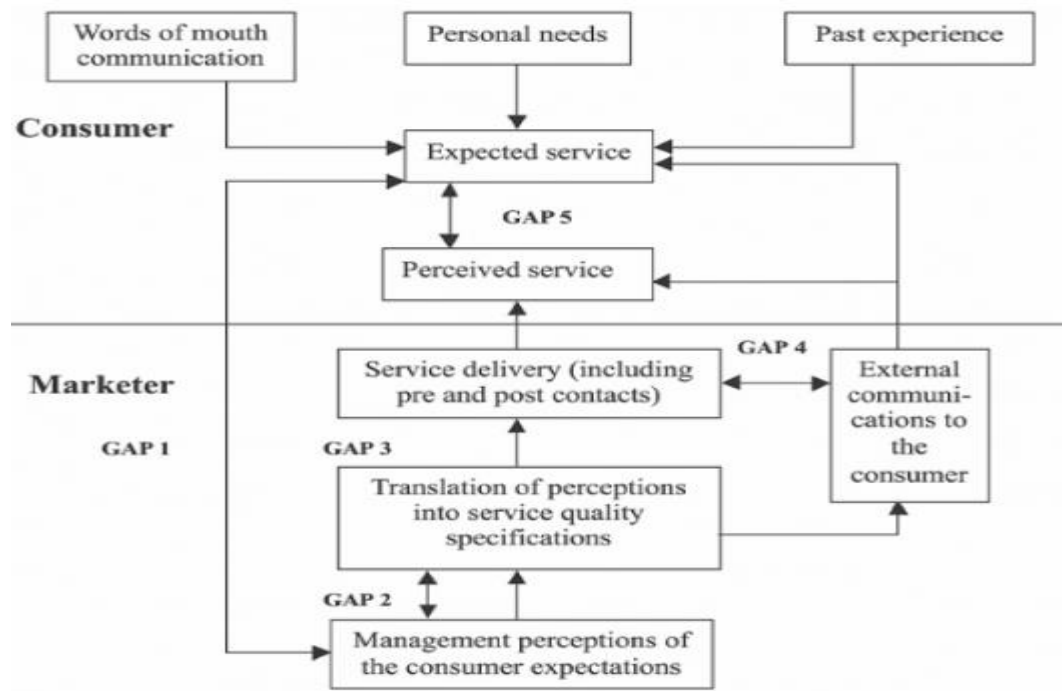 Words of mouth
communication
Personal needs
Past experience
Consumer
Expected service
GAP 5
Perceived service
GAP 4
Marketer
Service delivery (including
pre and post contacts)
External
communi-
cations to
the
consumer
GAP 1
GAP 3
Translation of perceptions
into service quality
specifications
GAP 2
Management perceptions of
the consumer expectations